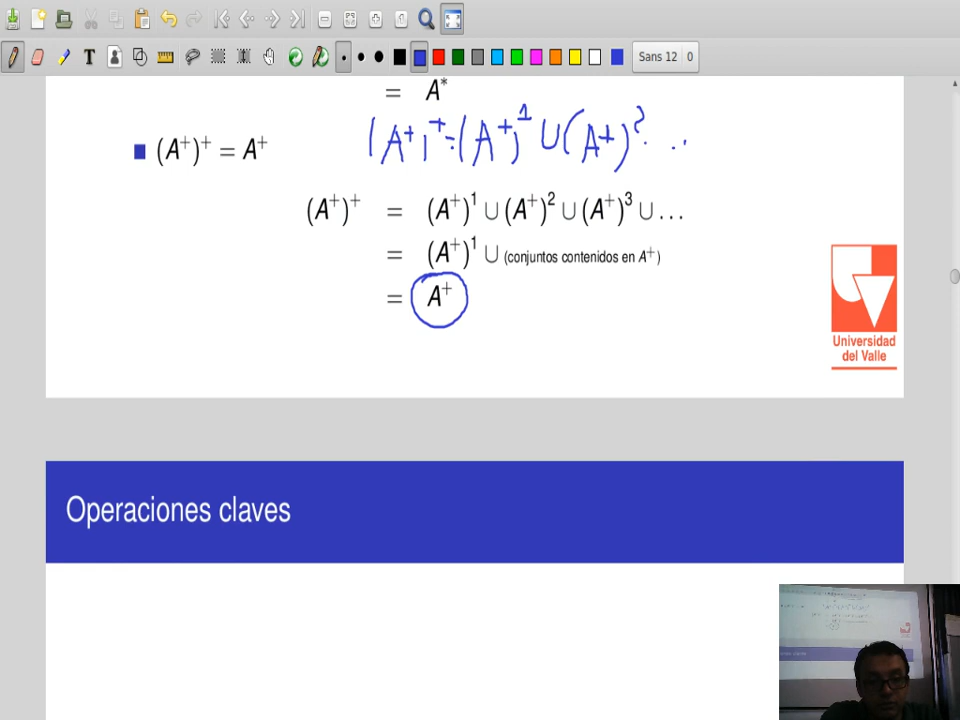 T Sans 12 0
= A*
(A⁺)⁺ = (A⁺)¹ ∪ (A⁺)² . . .
■ (A⁺)⁺ = A⁺
(A⁺)⁺ = (A⁺)¹ ∪ (A⁺)² ∪ (A⁺)³ ∪ ...
= (A⁺)¹ ∪ (conjuntos contenidos en A⁺)
= A⁺
Universidad
del Valle
Operaciones claves